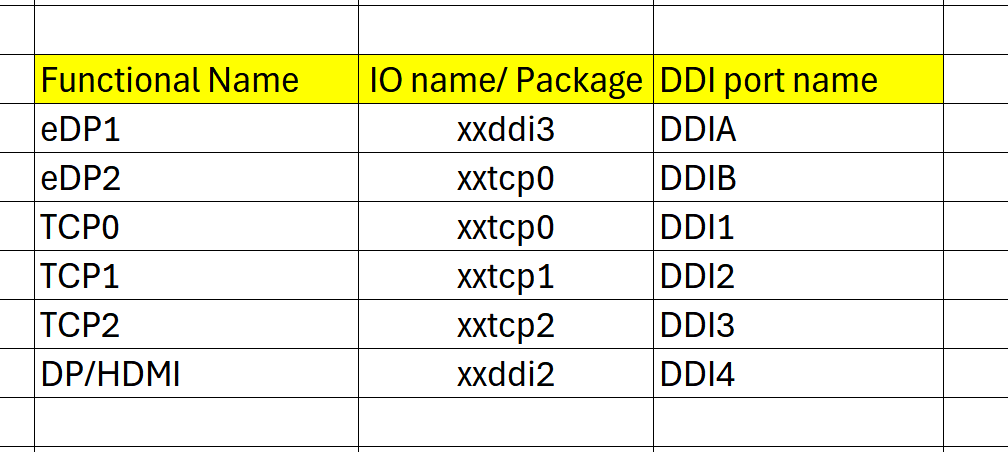 Functional Name IO name/ Package DDI port name
eDP1 xxddi3 DDIA
eDP2 xxtcp0 DDIB
TCP0 xxtcp0 DDI1
TCP1 xxtcp1 DDI2
TCP2 xxtcp2 DDI3
DP/HDMI xxddi2 DDI4